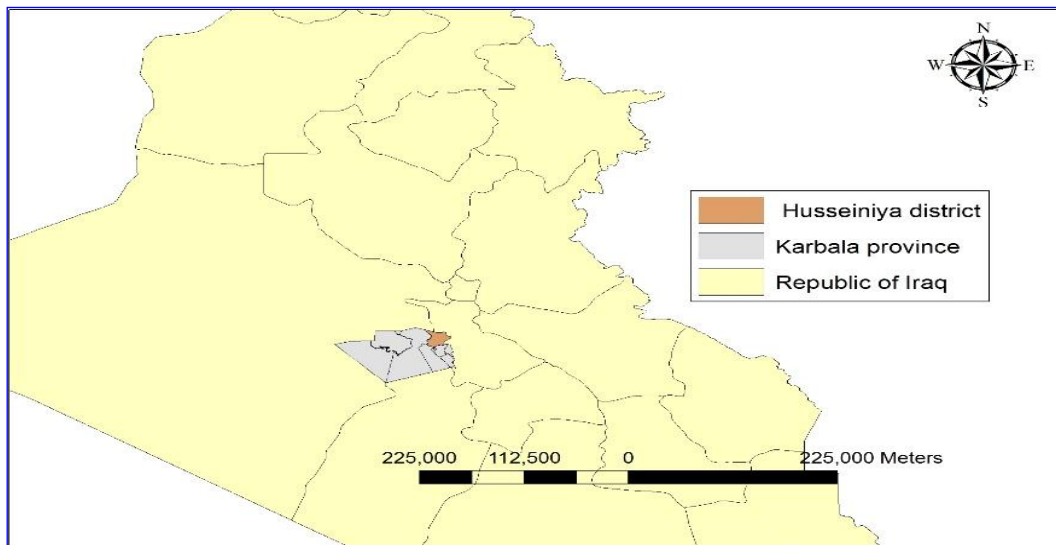 N
W E
S
Husseiniya district
Karbala province
Republic of Iraq
225,000 112,500 0 225,000 Meters